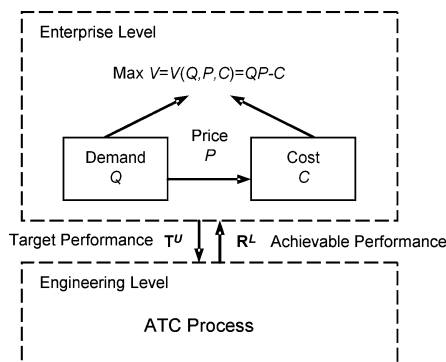 Enterprise Level
Max V=V(Q,P,C)=QP-C
Price
P
Demand
Q
Cost
C
Target Performance T^U R^L Achievable Performance
Engineering Level
ATC Process